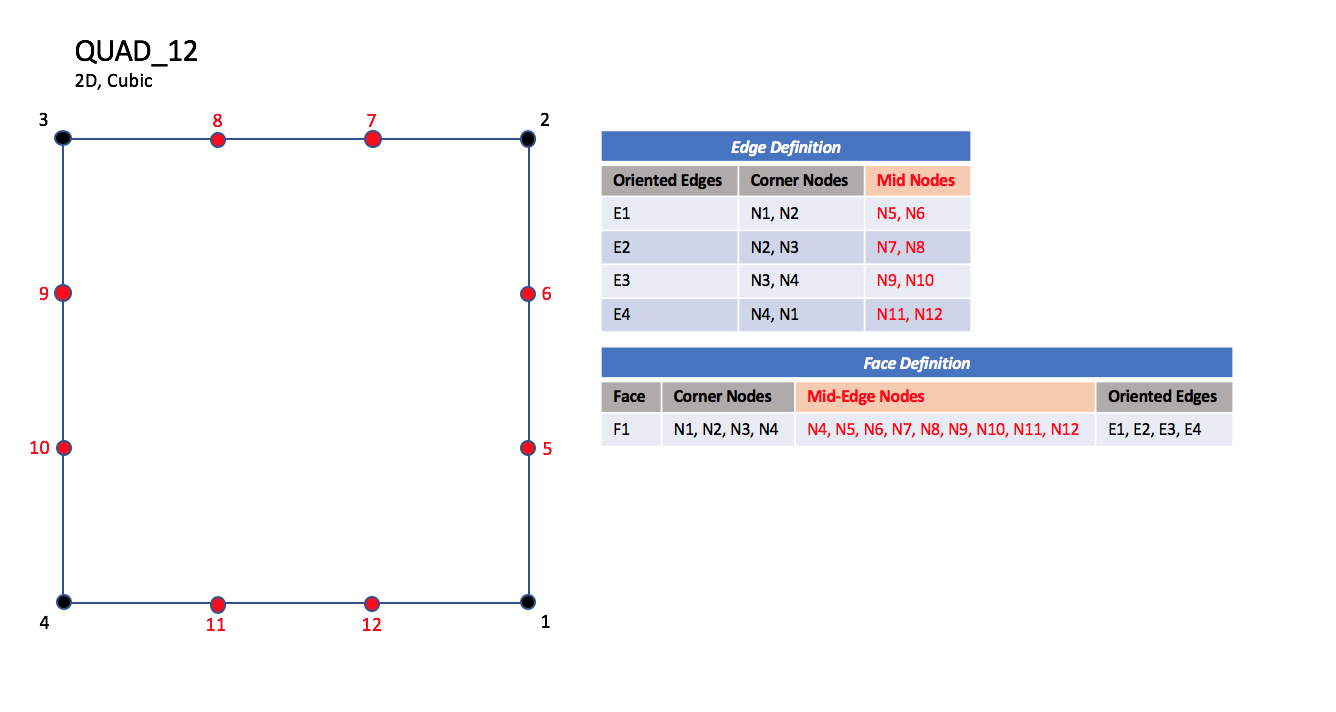 QUAD_12
2D, Cubic
3 8 7 2
9 6
10 5
4 11 12 1
Edge Definition
Oriented Edges Corner Nodes Mid Nodes
E1 N1, N2 N5, N6
E2 N2, N3 N7, N8
E3 N3, N4 N9, N10
E4 N4, N1 N11, N12
Face Definition
Face Corner Nodes Mid-Edge Nodes Oriented Edges
F1 N1, N2, N3, N4 N4, N5, N6, N7, N8, N9, N10, N11, N12 E1, E2, E3, E4